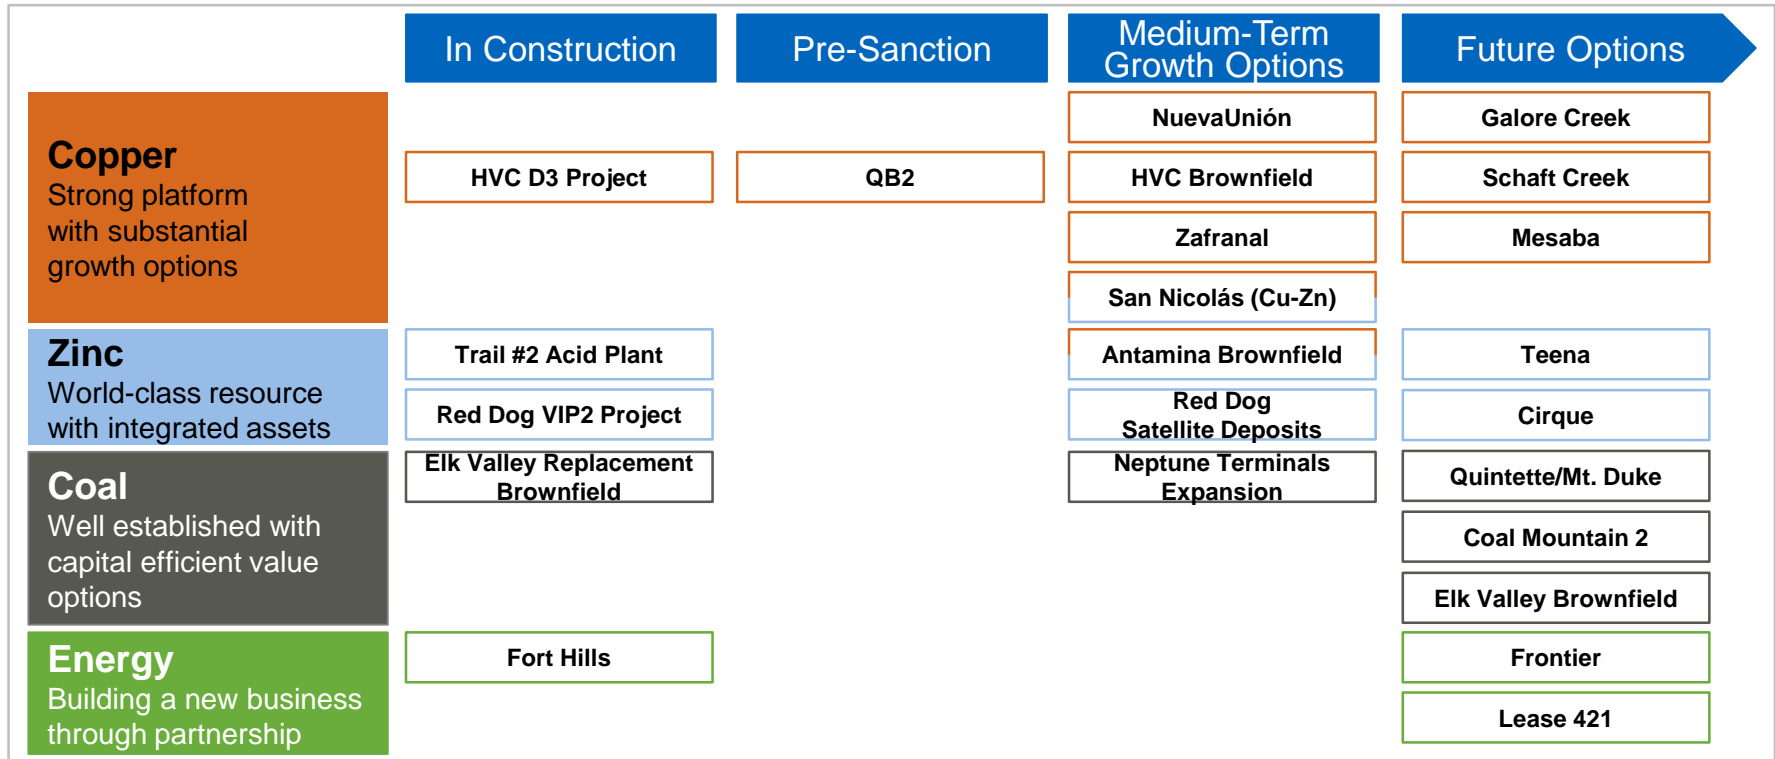 In Construction
Pre-Sanction
Medium-Term
Growth Options
Future Options
Copper
Strong platform
with substantial
growth options
HVC D3 Project
QB2
NuevaUnión
HVC Brownfield
Zafranal
San Nicolás (Cu-Zn)
Galore Creek
Schaft Creek
Mesaba
Zinc
World-class resource
with integrated assets
Trail #2 Acid Plant
Red Dog VIP2 Project
Antamina Brownfield
Red Dog
Satellite Deposits
Teena
Cirque
Coal
Well established with
capital efficient value
options
Elk Valley Replacement
Brownfield
Neptune Terminals
Expansion
Quintette/Mt. Duke
Coal Mountain 2
Elk Valley Brownfield
Energy
Building a new business
through partnership
Fort Hills
Frontier
Lease 421